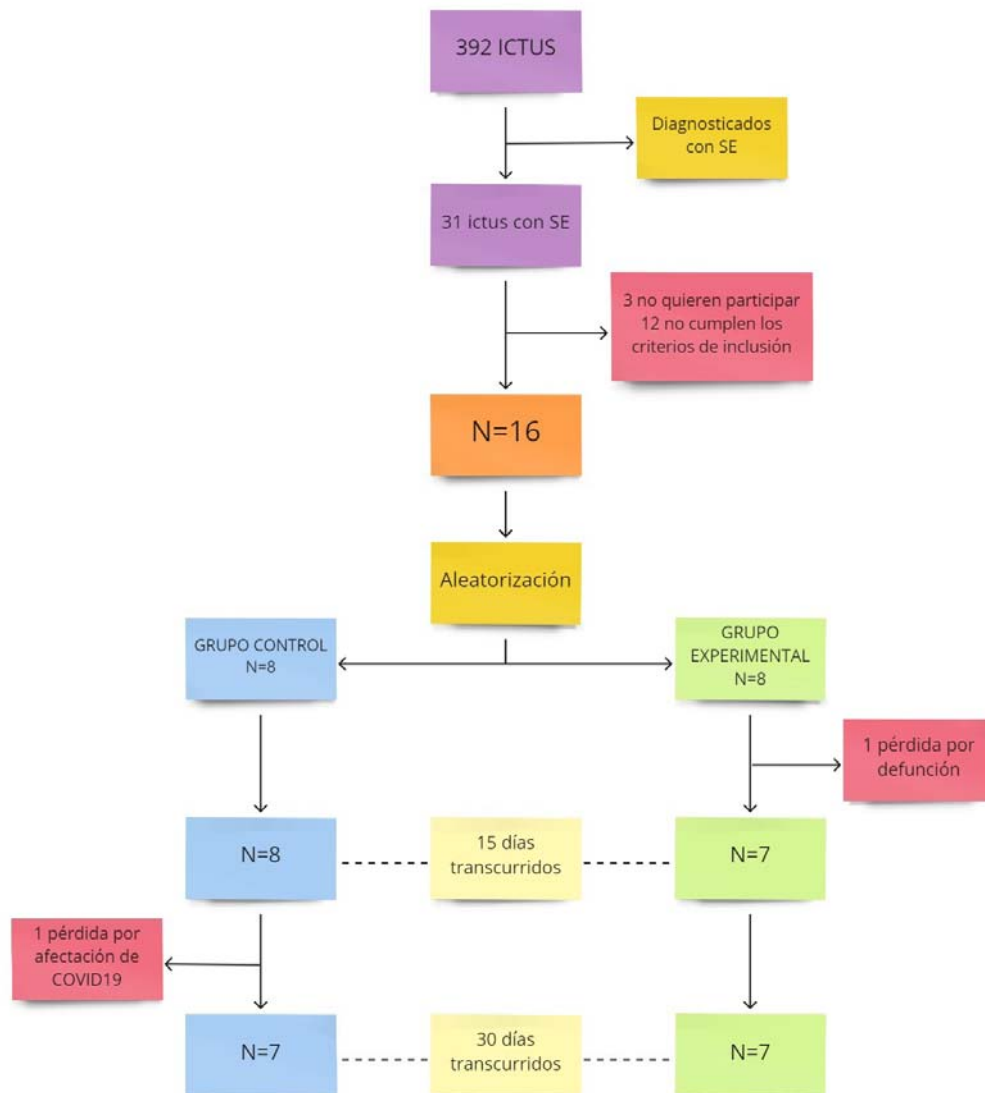 392 ICTUS
Diagnosticados
con SE
31 ictus con SE
3 no quieren participar
12 no cumplen los
criterios de inclusión
N=16
Aleatorización
GRUPO CONTROL
N=8
GRUPO
EXPERIMENTAL
N=8
1 pérdida por
defunción
N=8
15 días
transcurridos
N=7
1 pérdida por
afectación de
COVID19
N=7
30 días
transcurridos
N=7